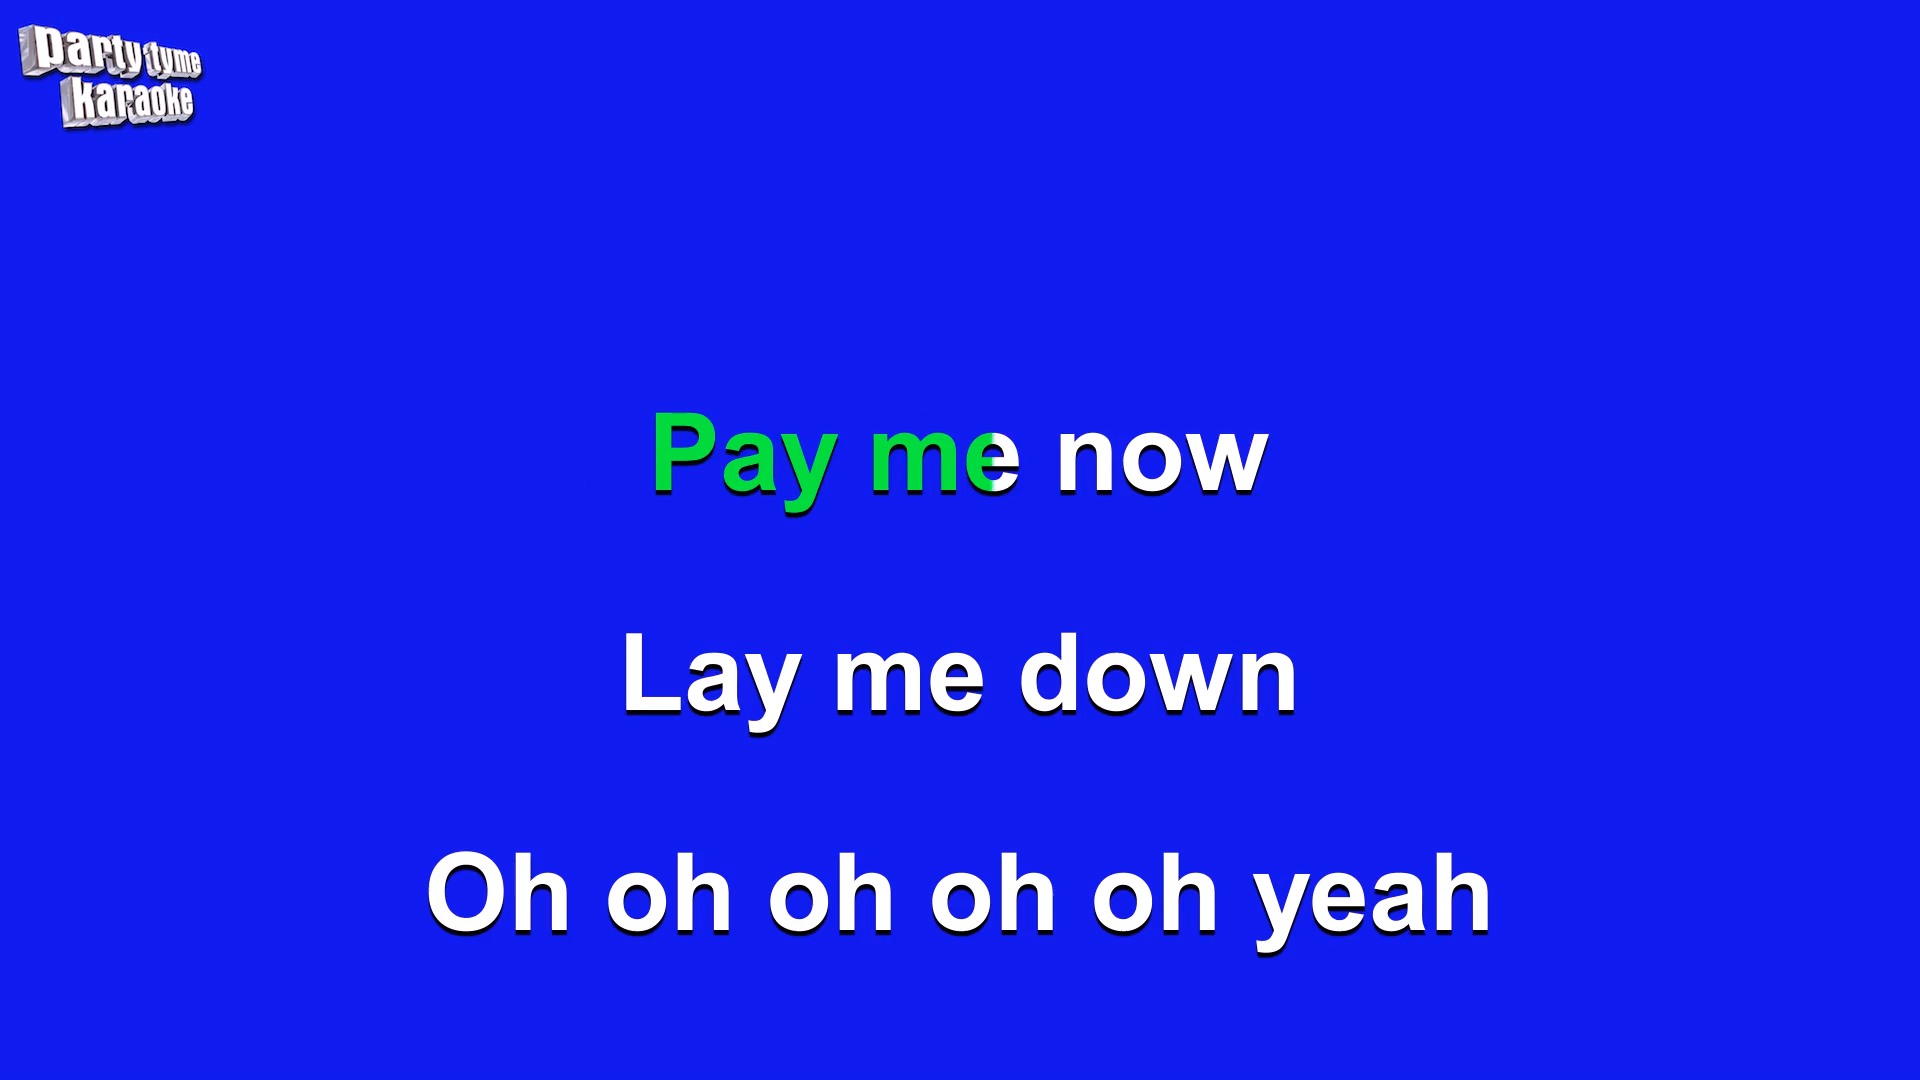 party tyme
karaoke
Pay me now
Lay me down
Oh oh oh oh oh yeah